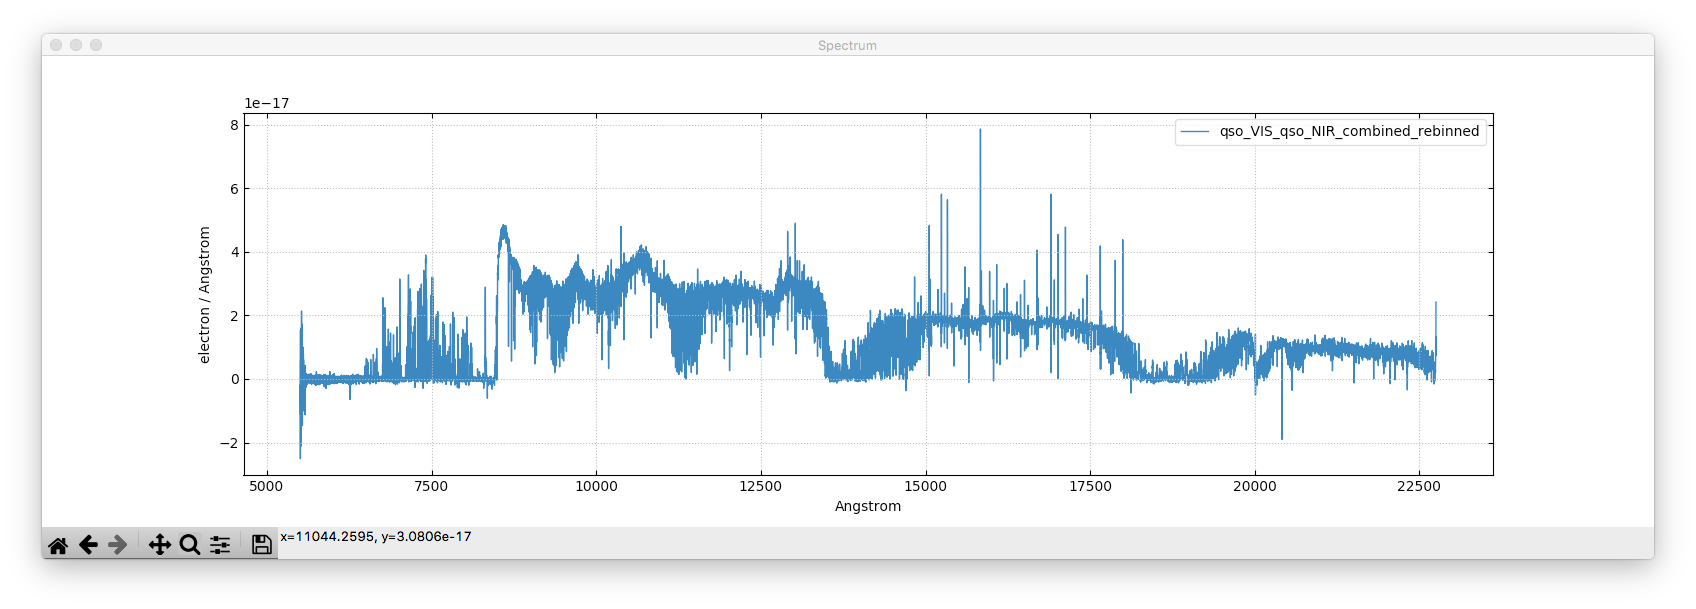 Spectrum
1e−17
qso_VIS_qso_NIR_combined_rebinned
8
6
4
2
0
−2
electron / Angstrom
5000 7500 10000 12500 15000 17500 20000 22500
Angstrom
x=11044.2595, y=3.0806e-17